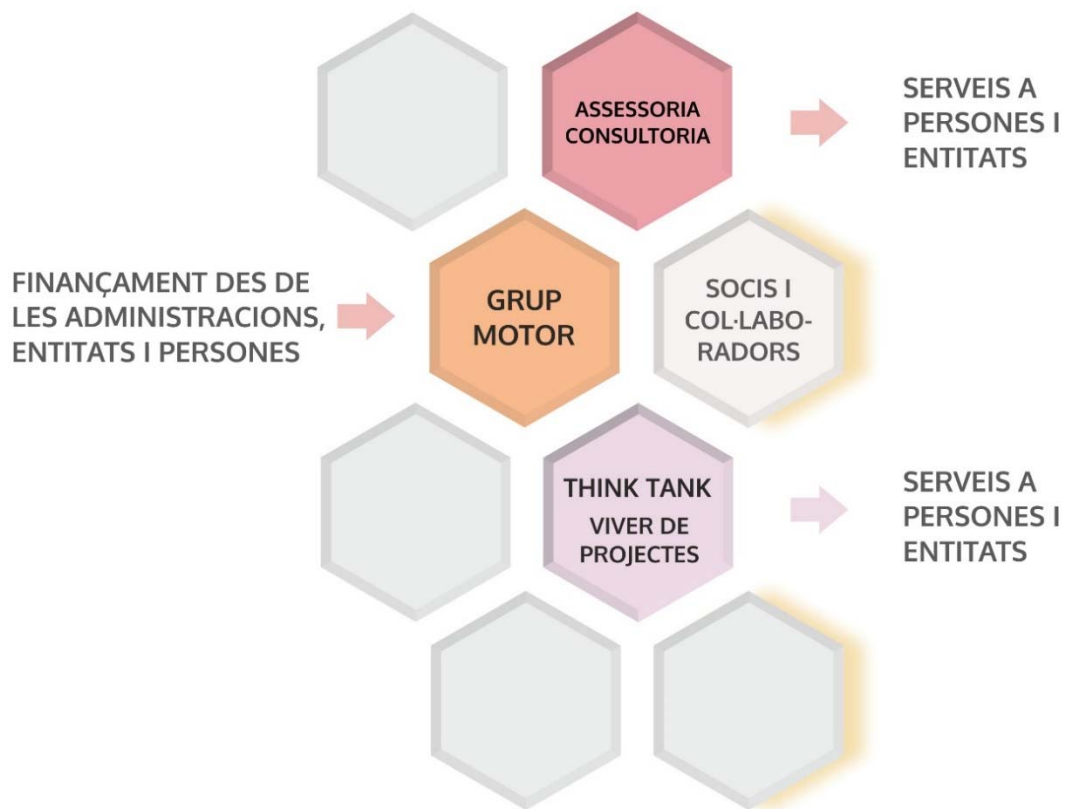 ASSESSORIA
CONSULTORIA
SERVEIS A
PERSONES I
ENTITATS
FINANÇAMENT DES DE
LES ADMINISTRACIONS,
ENTITATS I PERSONES
GRUP
MOTOR
SOCIS I
COL·LABO-
RADORS
THINK TANK
VIVER DE
PROJECTES
SERVEIS A
PERSONES I
ENTITATS